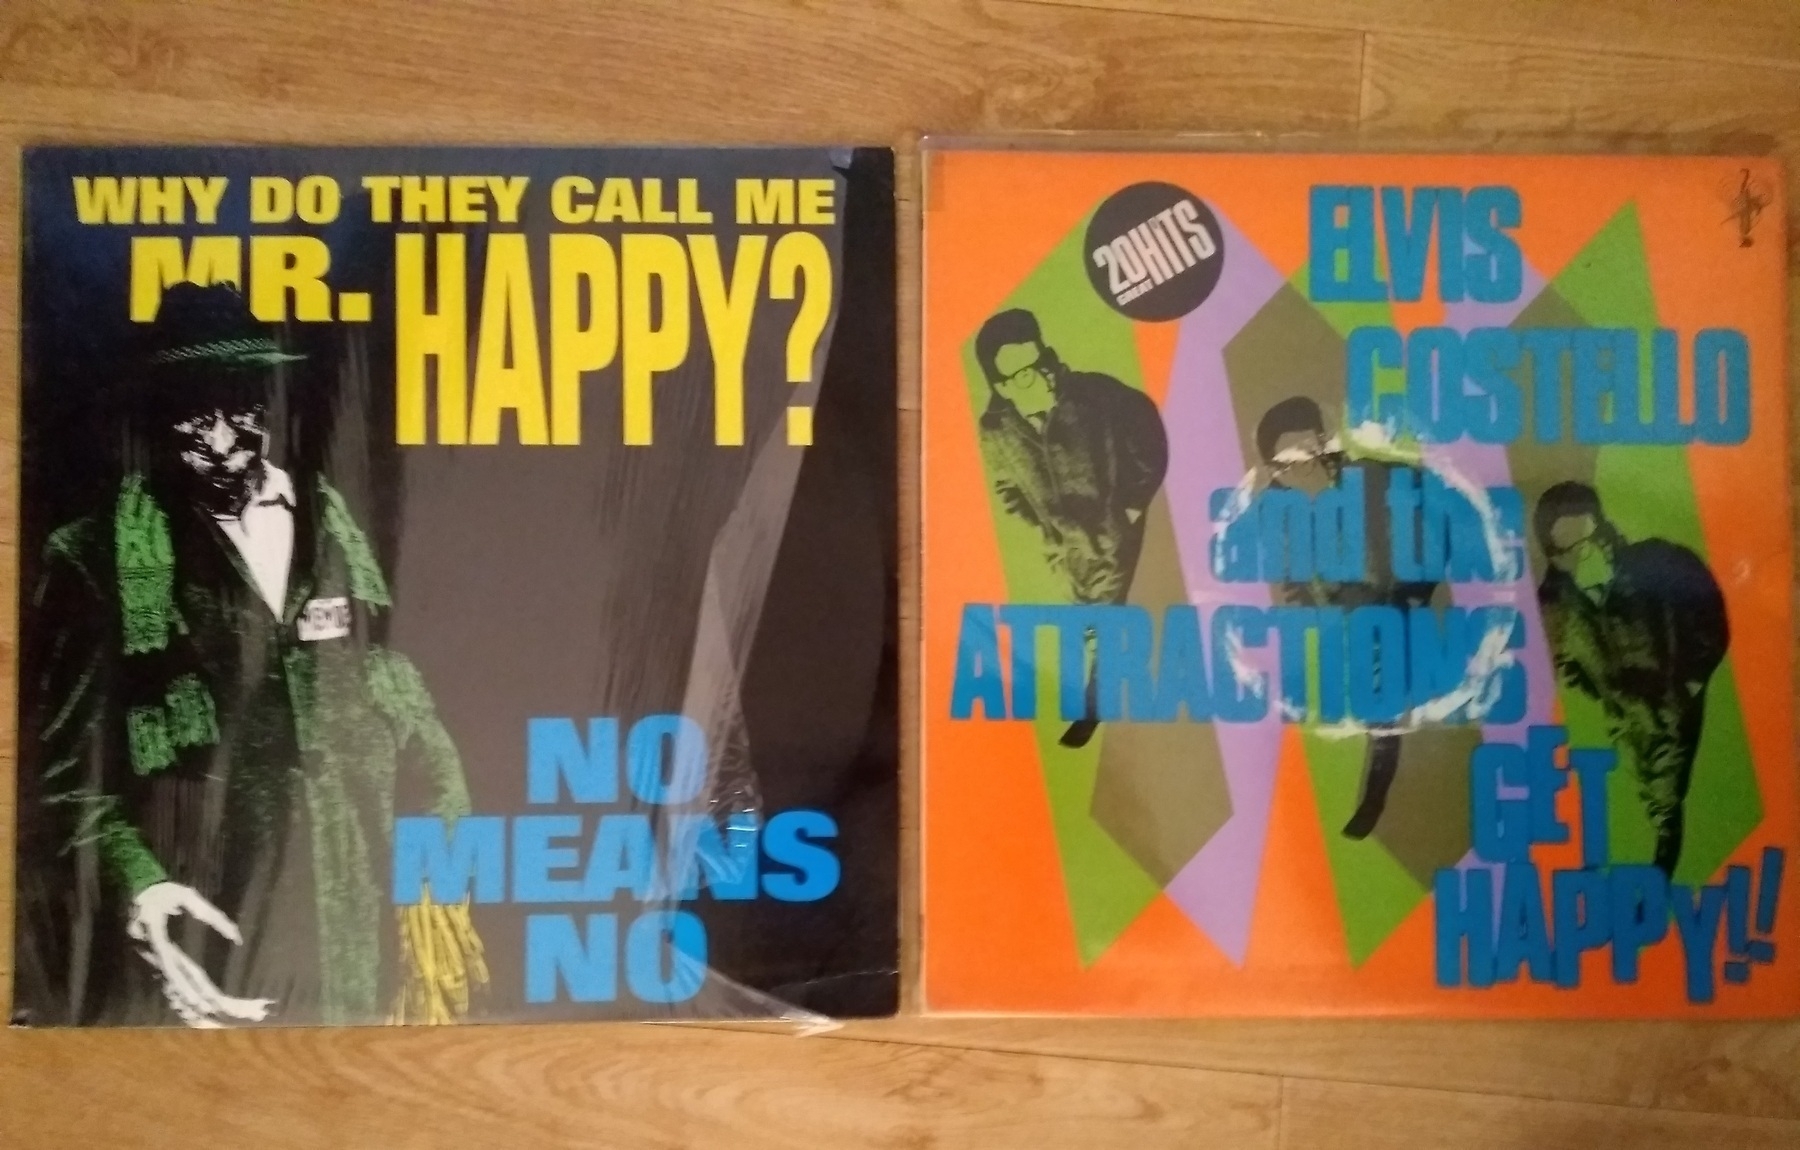 WHY DO THEY CALL ME
MR. HAPPY?
NO
MEANS
NO
20 HITS
GREAT
ELVIS
COSTELLO
and the
ATTRACTIONS
GET
HAPPY!!